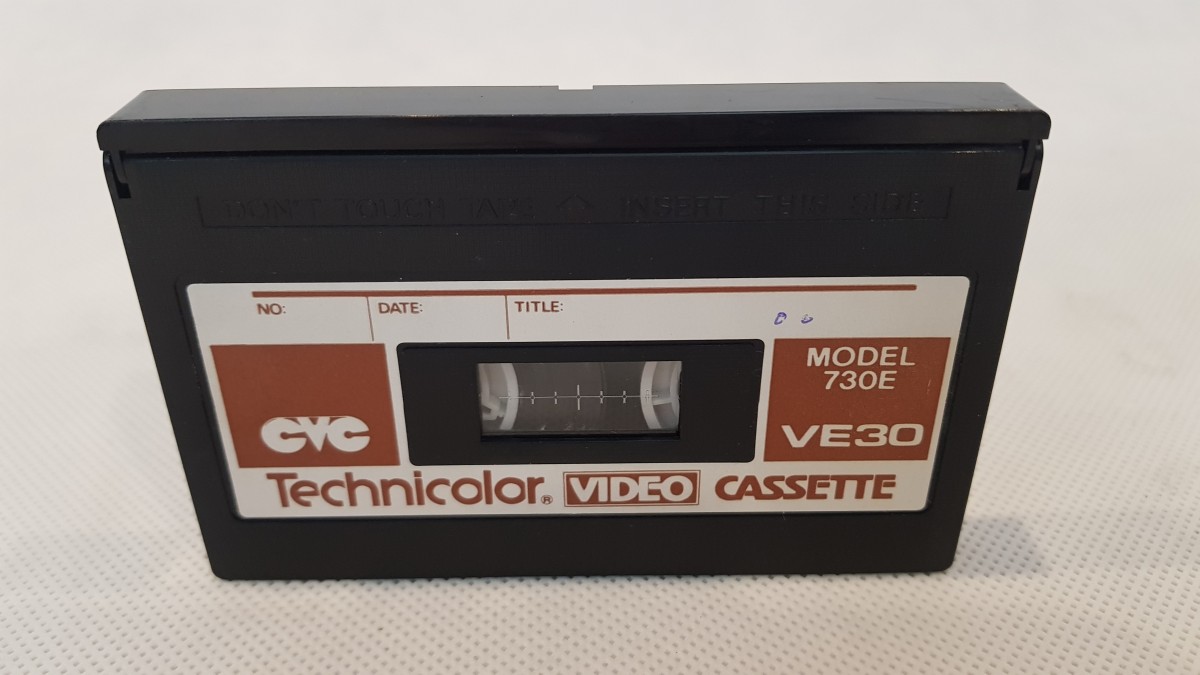 DON'T TOUCH TAPE INSERT THIS SIDE
NO: DATE: TITLE:
MODEL
730E
CVC
VE30
Technicolor® VIDEO CASSETTE